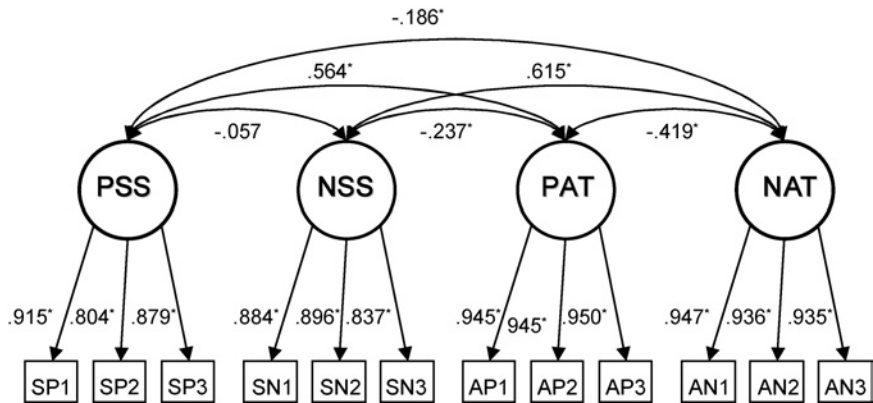 -.186*
.564* .615*
-.057 -.237* -.419*
PSS NSS PAT NAT
.915* .804* .879* .884* .896* .837* .945* 945* .950* .947* .936* .935*
SP1 SP2 SP3 SN1 SN2 SN3 AP1 AP2 AP3 AN1 AN2 AN3